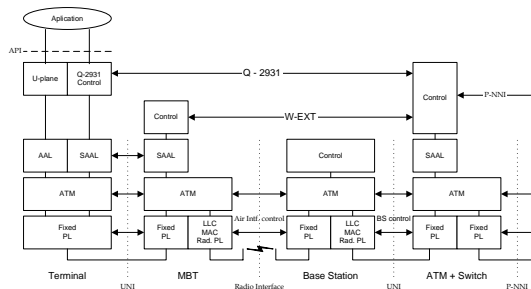 Aplication
API
U-plane
Q-2931
Control
Q - 2931
Control
P-NNI
Control
W-EXT
AAL
SAAL
SAAL
Control
SAAL
ATM
ATM
ATM
ATM
Fixed
PL
Fixed
PL
LLC
MAC
Rad. PL
Air Intf. control
Fixed
PL
LLC
MAC
Rad. PL
BS control
Fixed
PL
Fixed
PL
Terminal
MBT
Base Station
ATM + Switch
UNI
Radio Interface
UNI
P-NNI